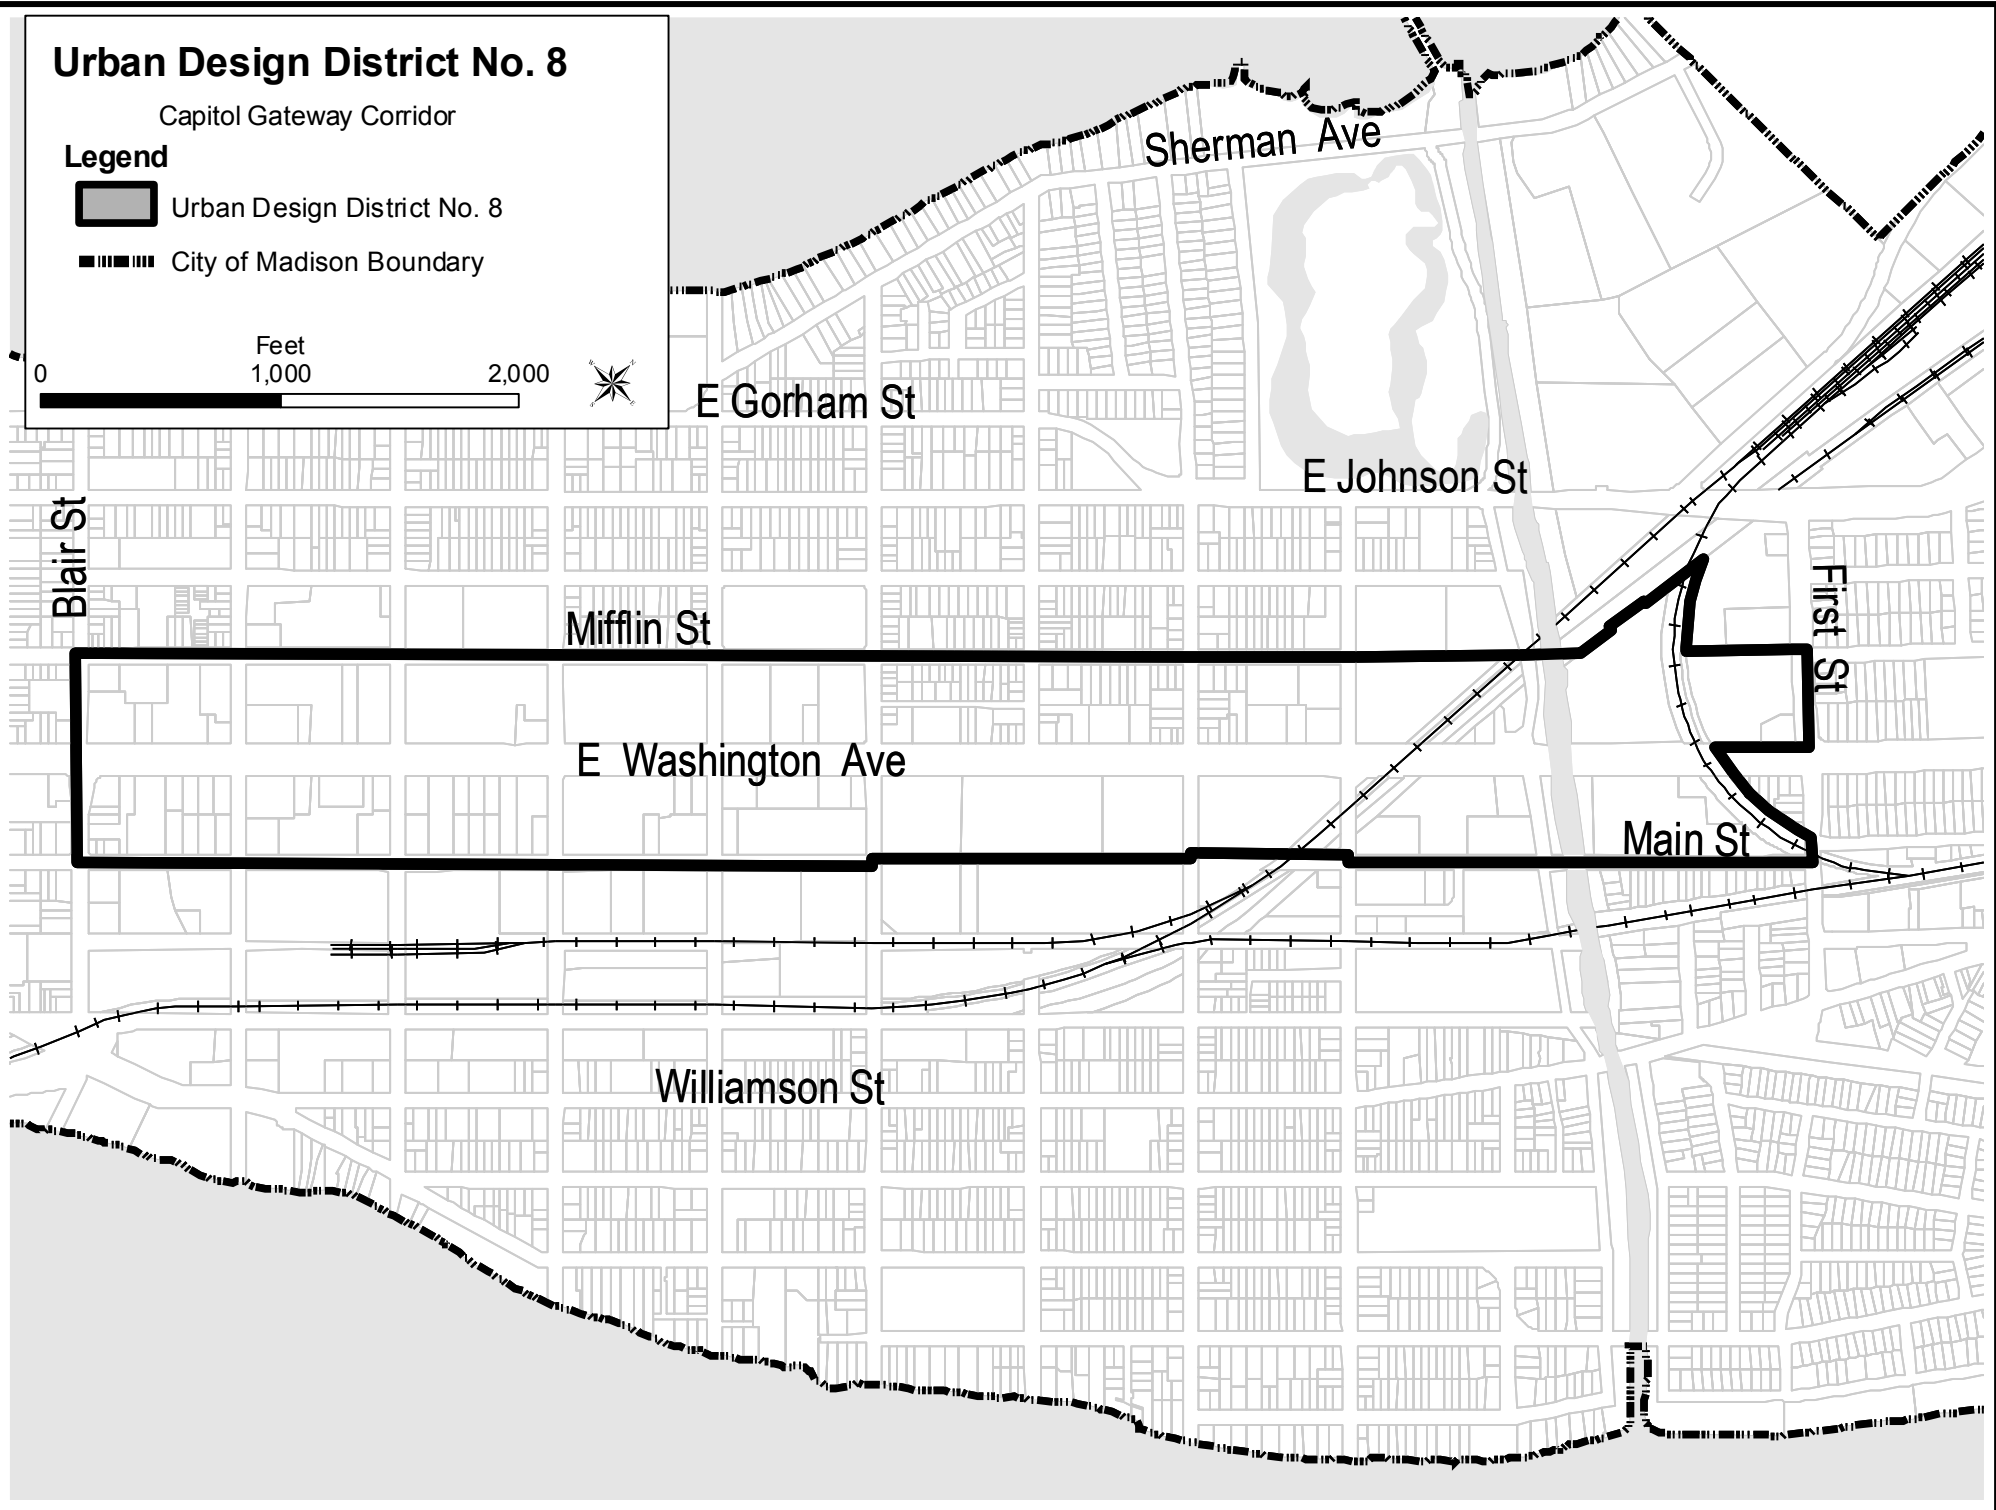 Urban Design District No. 8
Capitol Gateway Corridor
Legend
Urban Design District No. 8
City of Madison Boundary
Feet
0 1,000 2,000
Sherman Ave
E Gorham St
E Johnson St
Blair St
First St
Mifflin St
E Washington Ave
Main St
Williamson St